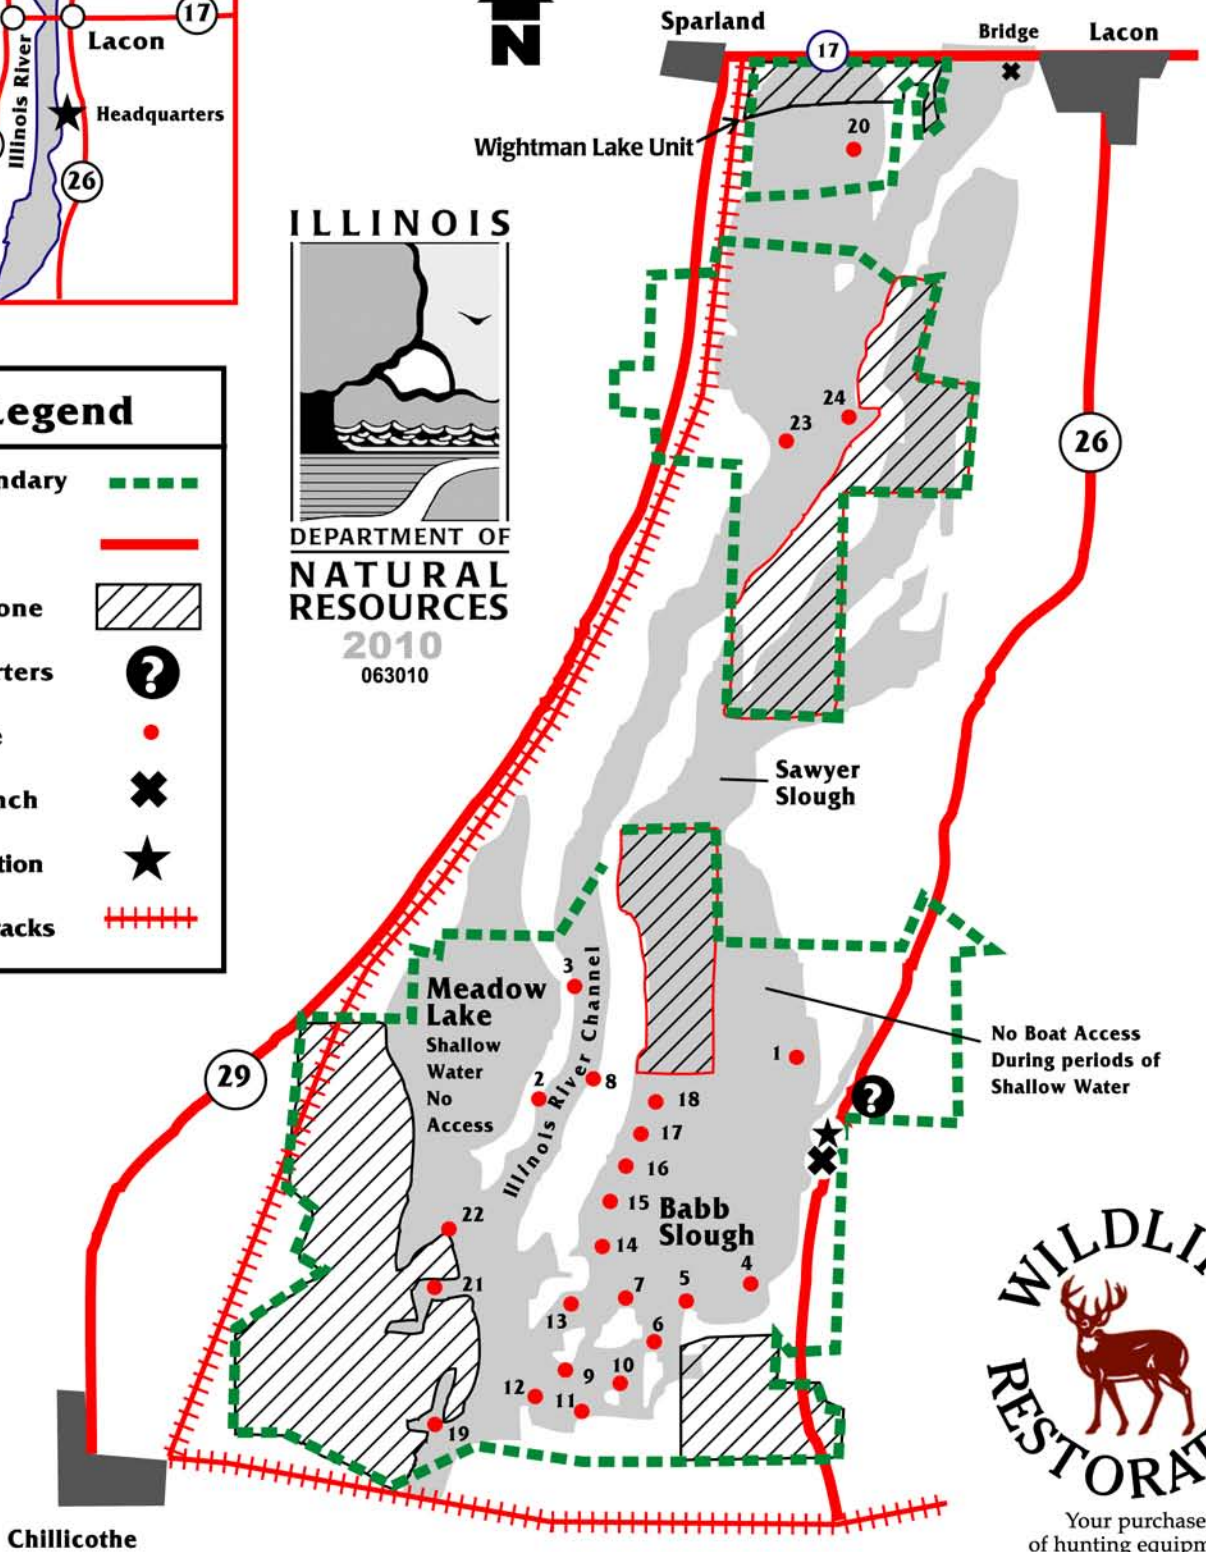 17
Lacon
Illinois River
Headquarters
26
N
Sparland
17
Bridge
Lacon
Wightman Lake Unit
20
ILLINOIS
DEPARTMENT OF
NATURAL
RESOURCES
2010
063010
24
23
26
Legend
ndary
one
rters
?
e
nch
tion
racks
Sawyer
Slough
Meadow
Lake
Shallow
Water
No
Access
3
Illinois River Channel
2
8
1
No Boat Access
During periods of
Shallow Water
?
29
18
17
16
15
14
Babb
Slough
22
21
4
5
7
13
6
10
9
12
11
19
Chillicothe
WILDLI
RESTORA
Your purchase
of hunting equipm